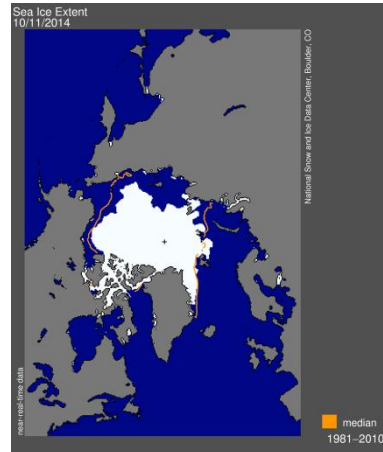 Sea Ice Extent
10/11/2014
National Snow and Ice Data Center, Boulder, CO
near-real-time data
median
1981–2010